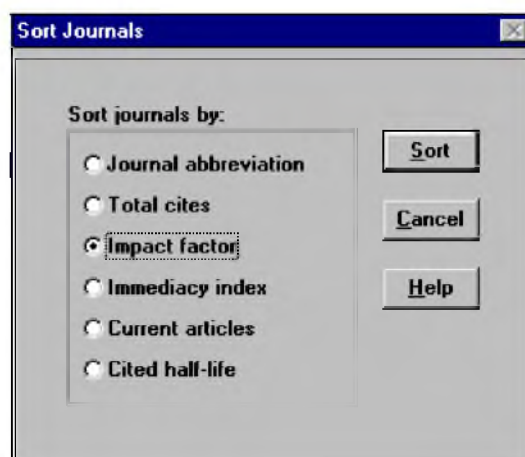 Sort Journals
Sort journals by:
Journal abbreviation
Total cites
Impact factor
Immediacy index
Current articles
Cited half-life
Sort
Cancel
Help